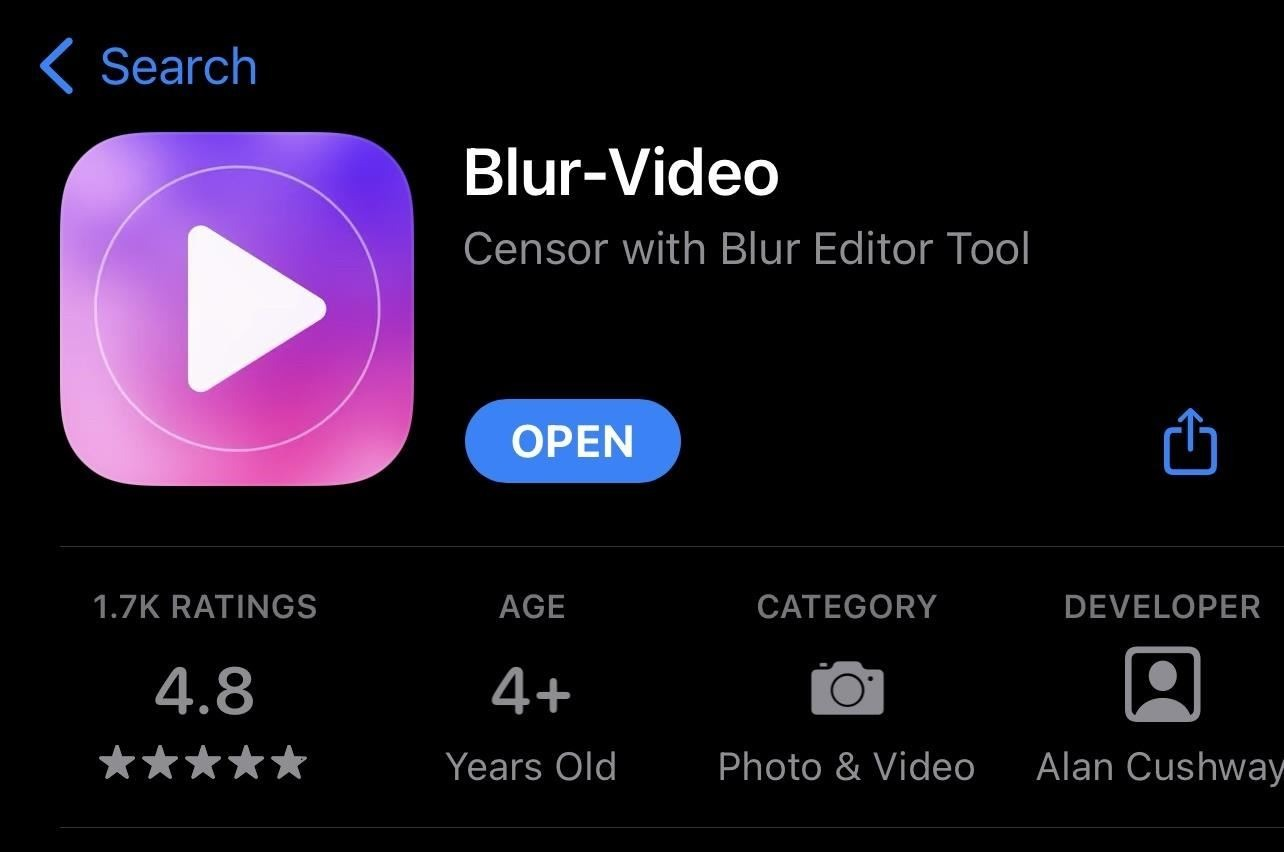 Search
Blur-Video
Censor with Blur Editor Tool
OPEN
1.7K RATINGS
AGE
CATEGORY
DEVELOPER
4.8
4+
Years Old
Photo & Video
Alan Cushway